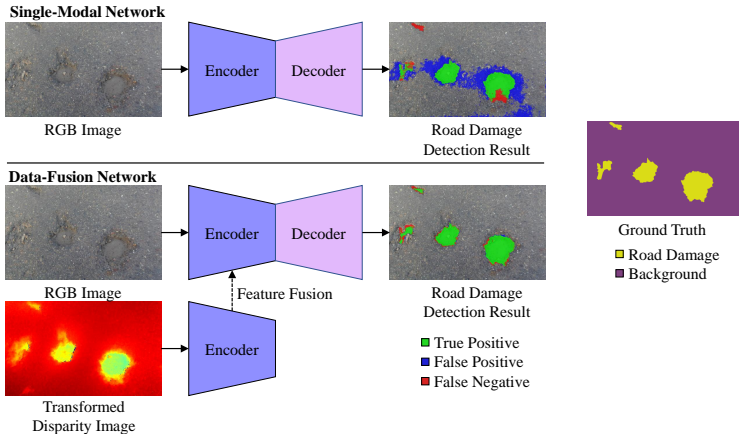 Single-Modal Network
Encoder
Decoder
RGB Image
Road Damage
Detection Result
Data-Fusion Network
Encoder
Decoder
RGB Image
Feature Fusion
Road Damage
Detection Result
Encoder
Transformed
Disparity Image
True Positive
False Positive
False Negative
Ground Truth
Road Damage
Background